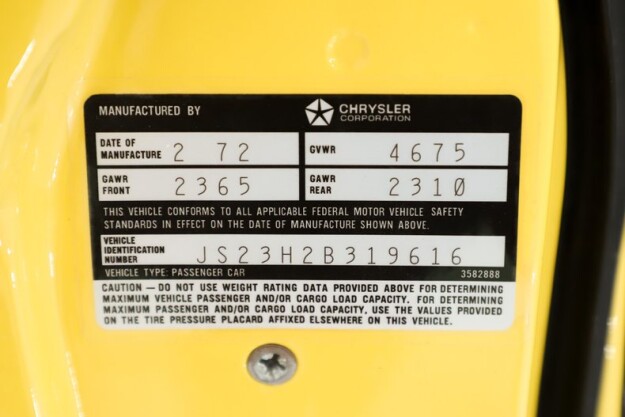 MANUFACTURED BY CHRYSLER CORPORATION
DATE OF MANUFACTURE 2 72 GVWR 4675
GAWR FRONT 2365 GAWR REAR 2310
THIS VEHICLE CONFORMS TO ALL APPLICABLE FEDERAL MOTOR VEHICLE SAFETY
STANDARDS IN EFFECT ON THE DATE OF MANUFACTURE SHOWN ABOVE.
VEHICLE IDENTIFICATION NUMBER JS23H2B319616
VEHICLE TYPE: PASSENGER CAR 3582888
CAUTION — DO NOT USE WEIGHT RATING DATA PROVIDED ABOVE FOR DETERMINING
MAXIMUM VEHICLE PASSENGER AND/OR CARGO LOAD CAPACITY. FOR DETERMINING
MAXIMUM PASSENGER AND/OR CARGO LOAD CAPACITY, USE THE VALUES PROVIDED
ON THE TIRE PRESSURE PLACARD AFFIXED ELSEWHERE ON THIS VEHICLE.